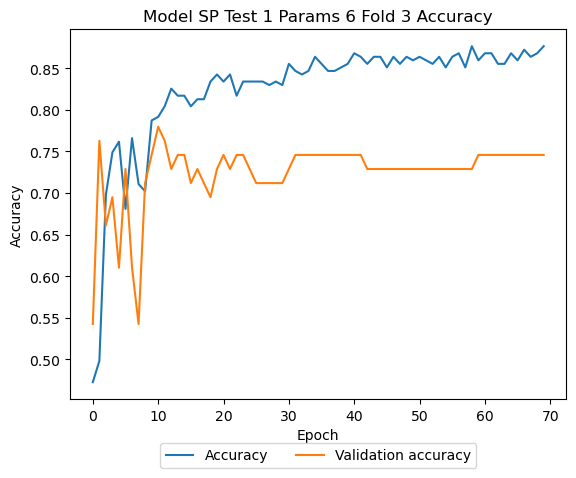 Model SP Test 1 Params 6 Fold 3 Accuracy
0.85
0.80
0.75
0.70
0.65
0.60
0.55
0.50
Accuracy
0 10 20 30 40 50 60 70
Epoch
Accuracy Validation accuracy